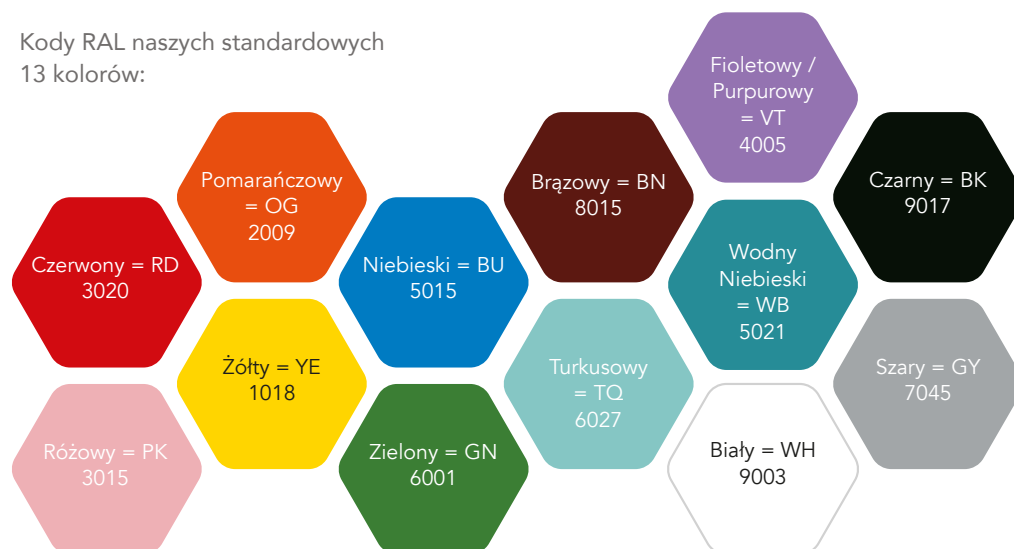 Kody RAL naszych standardowych
13 kolorów:
Fioletowy /
Purpurowy
= VT
4005
Pomarańczowy
= OG
2009
Brązowy = BN
8015
Czarny = BK
9017
Czerwony = RD
3020
Niebieski = BU
5015
Wodny
Niebieski
= WB
5021
Żółty = YE
1018
Turkusowy
= TQ
6027
Szary = GY
7045
Różowy = PK
3015
Zielony = GN
6001
Biały = WH
9003